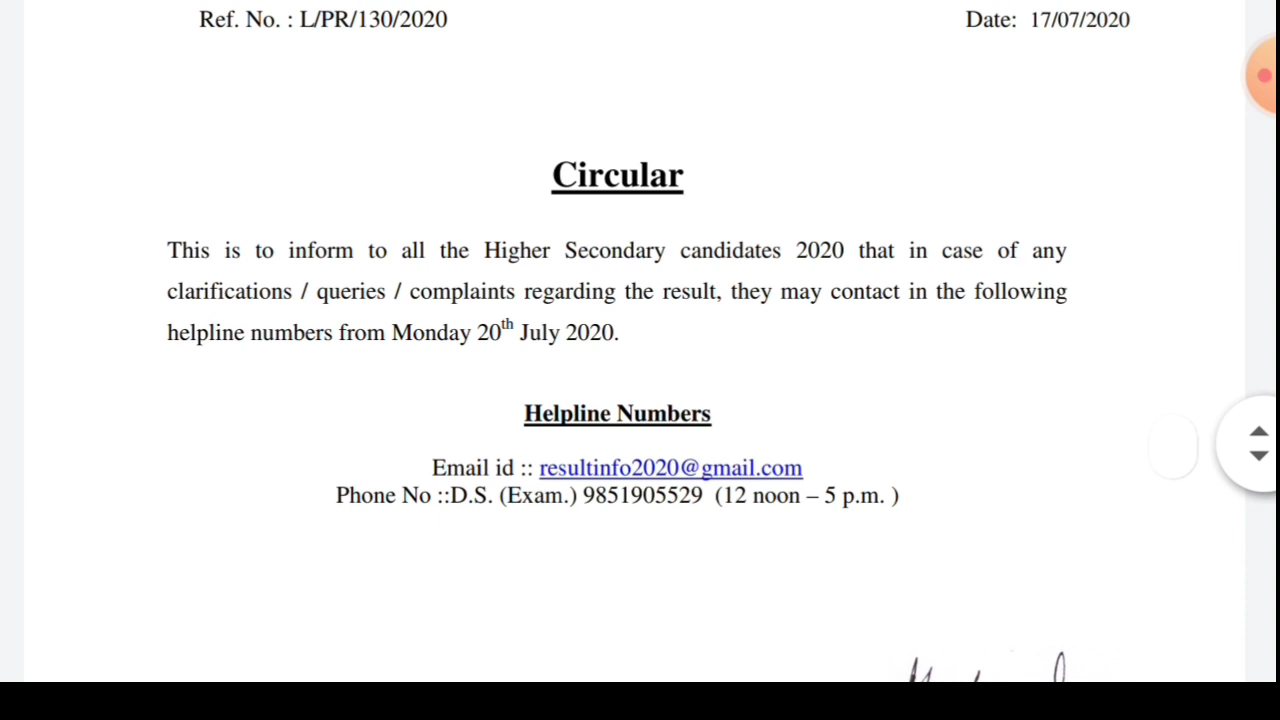 Ref. No. : L/PR/130/2020 Date: 17/07/2020
Circular
This is to inform to all the Higher Secondary candidates 2020 that in case of any
clarifications / queries / complaints regarding the result, they may contact in the following
helpline numbers from Monday 20th July 2020.
Helpline Numbers
Email id :: resultinfo2020@gmail.com
Phone No ::D.S. (Exam.) 9851905529 (12 noon – 5 p.m. )